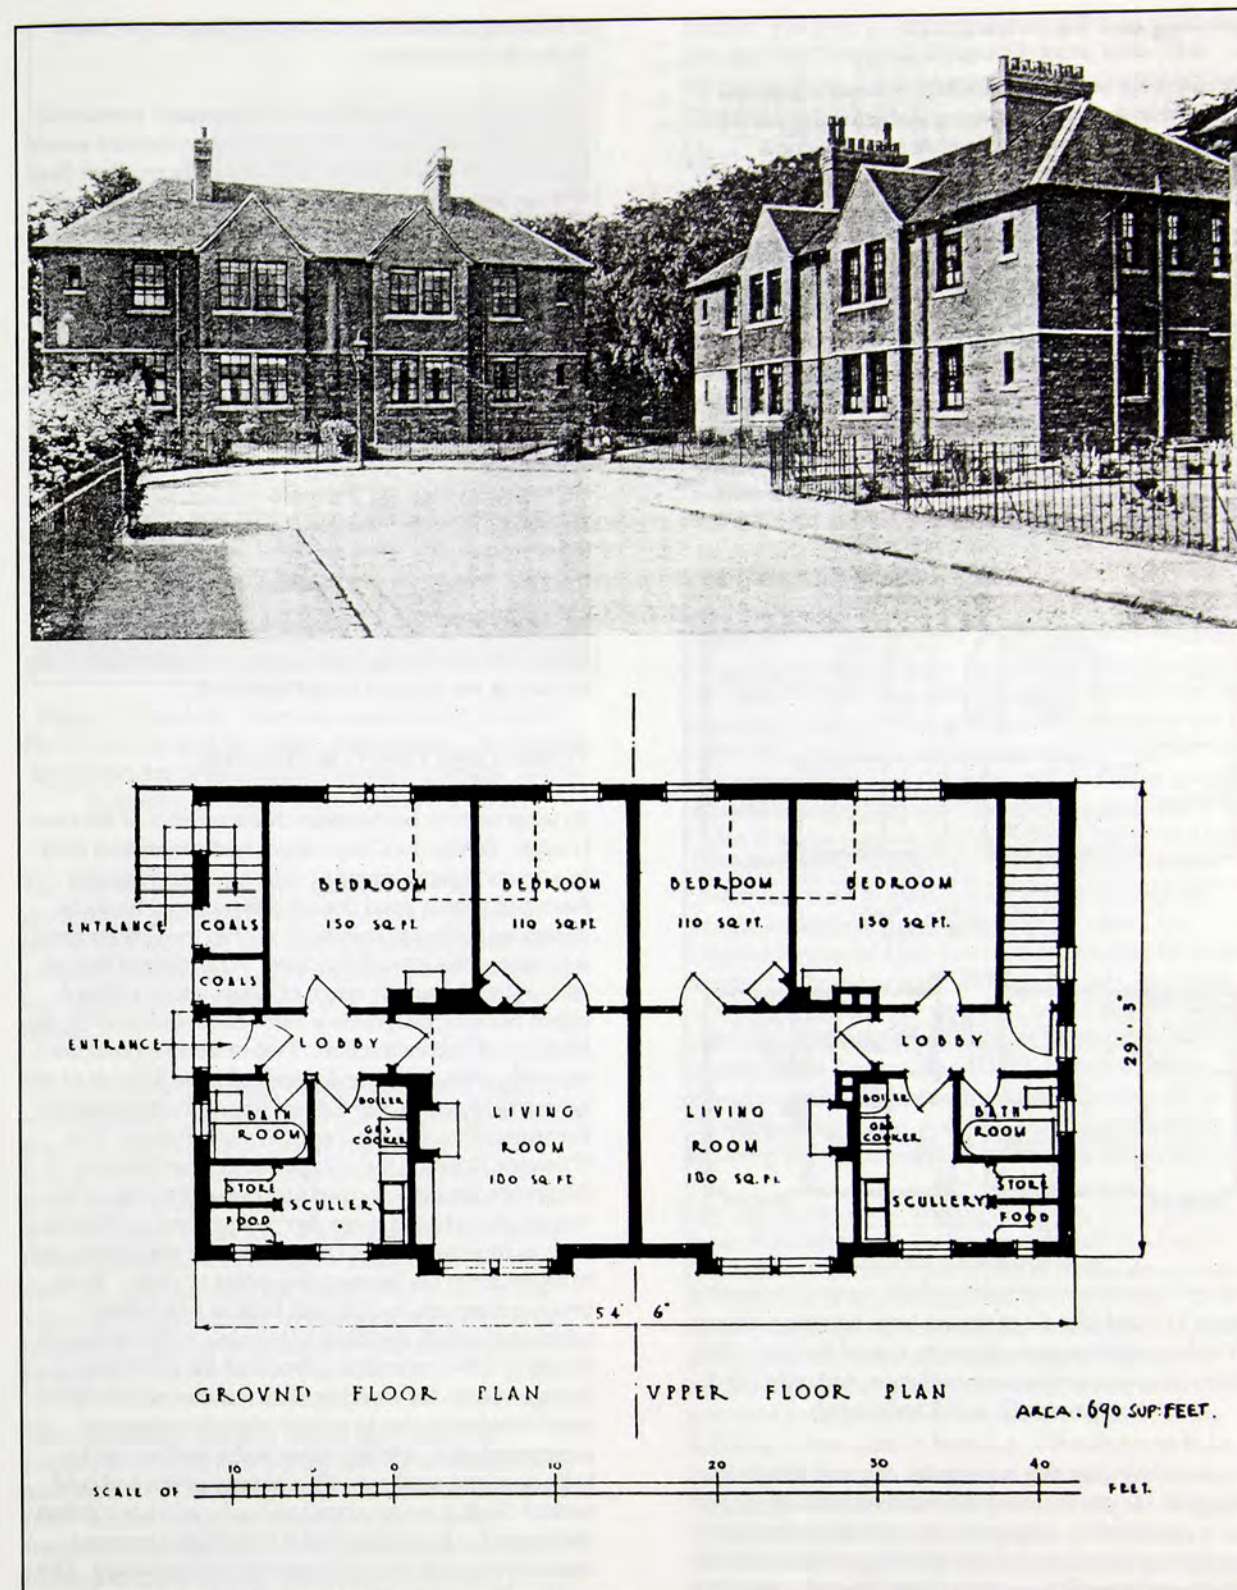 BEDROOM BEDROOM BEDROOM BEDROOM
150 SQ.FT. 110 SQ.FT. 110 SQ.FT. 150 SQ.FT.
ENTRANCE COALS
COALS
ENTRANCE LOBBY LOBBY
29' 3"
BOILER BOILER
BATH ROOM LIVING ROOM LIVING ROOM BATH ROOM
GAS COOKER GAS COOKER
180 SQ.FT. 180 SQ.FT.
STORE STORE
SCULLERY SCULLERY
FOOD FOOD
54' 6"
GROVND FLOOR PLAN VPPER FLOOR PLAN
AREA. 690 SUP: FEET.
SCALE OF 10 5 0 10 20 30 40 FEET.